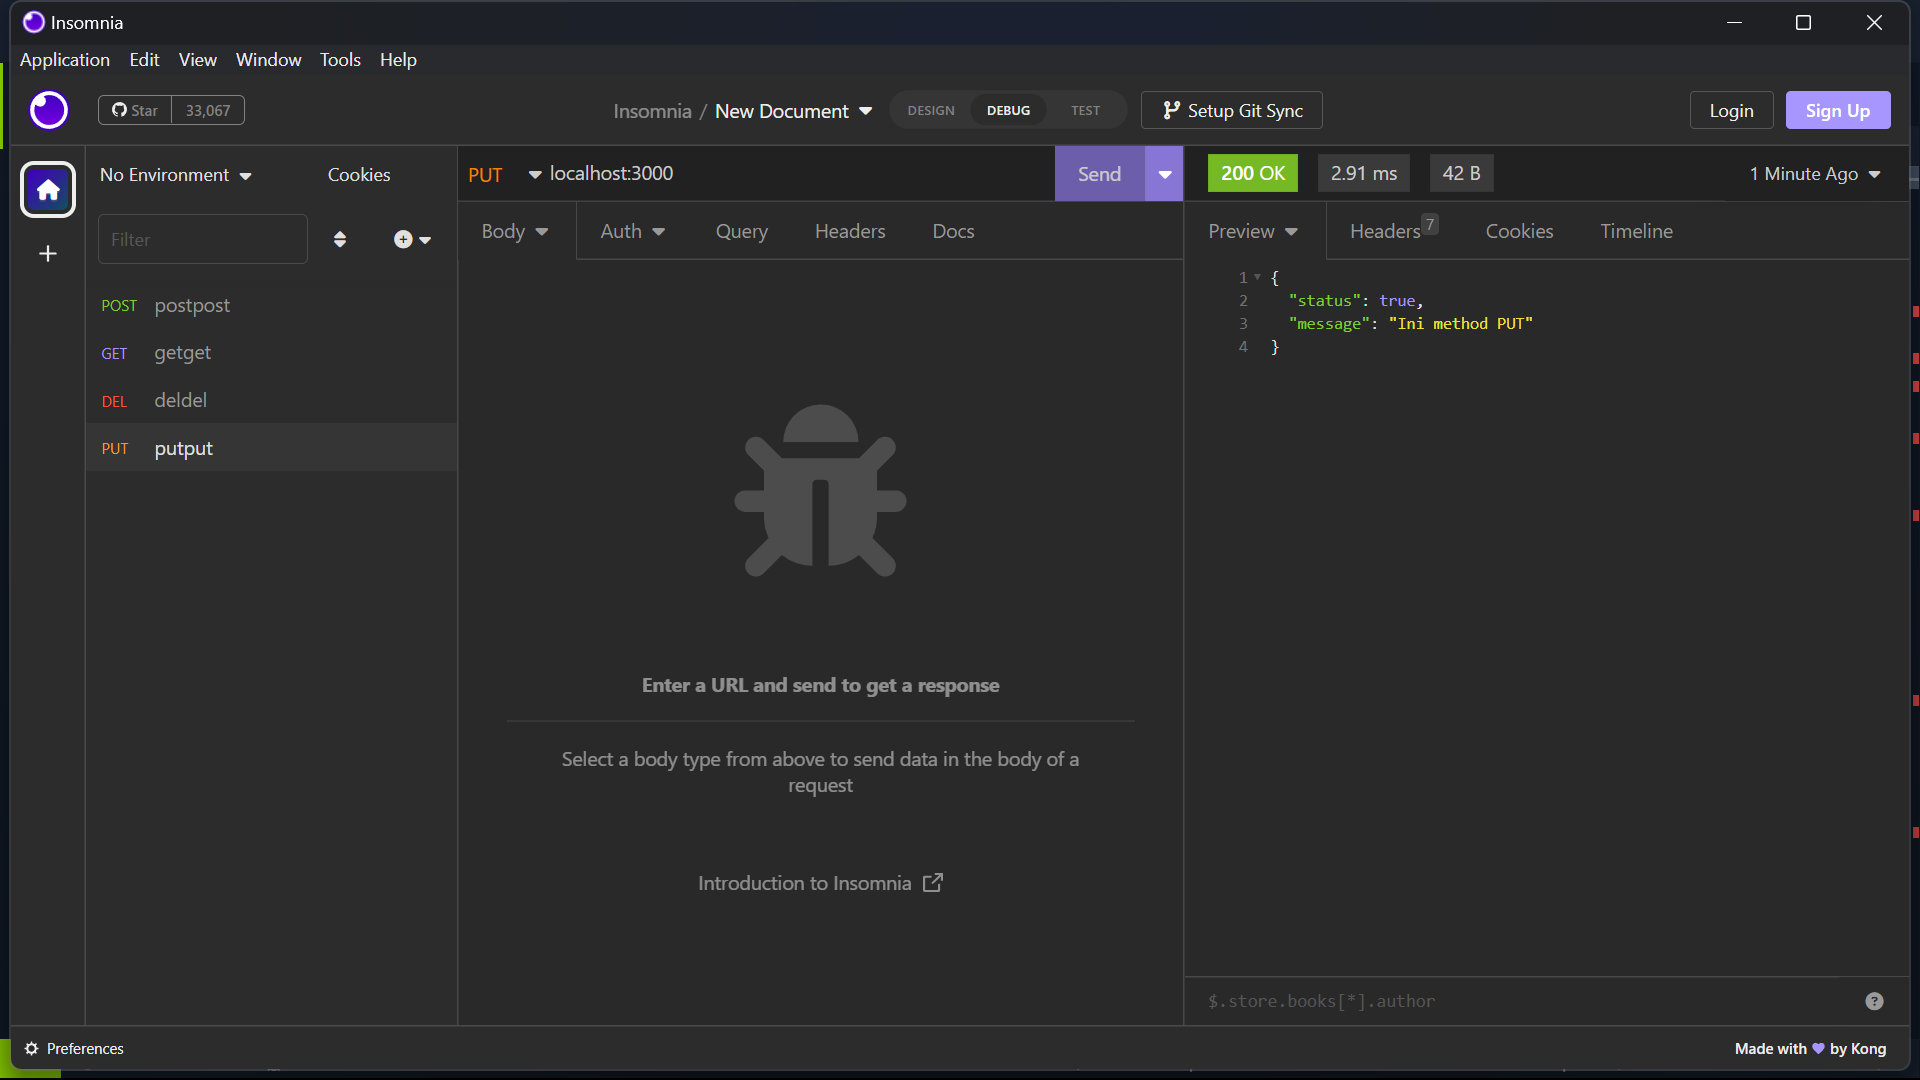 Insomnia
Application Edit View Window Tools Help
Star 33,067
Insomnia / New Document
DESIGN DEBUG TEST
Setup Git Sync
Login
Sign Up
No Environment
Cookies
PUT localhost:3000
Send
200 OK 2.91 ms 42 B
1 Minute Ago
Filter
Body Auth Query Headers Docs
Preview Headers 7 Cookies Timeline
POST postpost
GET getget
DEL deldel
PUT putput
1 {
2 "status": true,
3 "message": "Ini method PUT"
4 }
Enter a URL and send to get a response
Select a body type from above to send data in the body of a
request
Introduction to Insomnia
$.store.books[*].author
?
Preferences
Made with by Kong